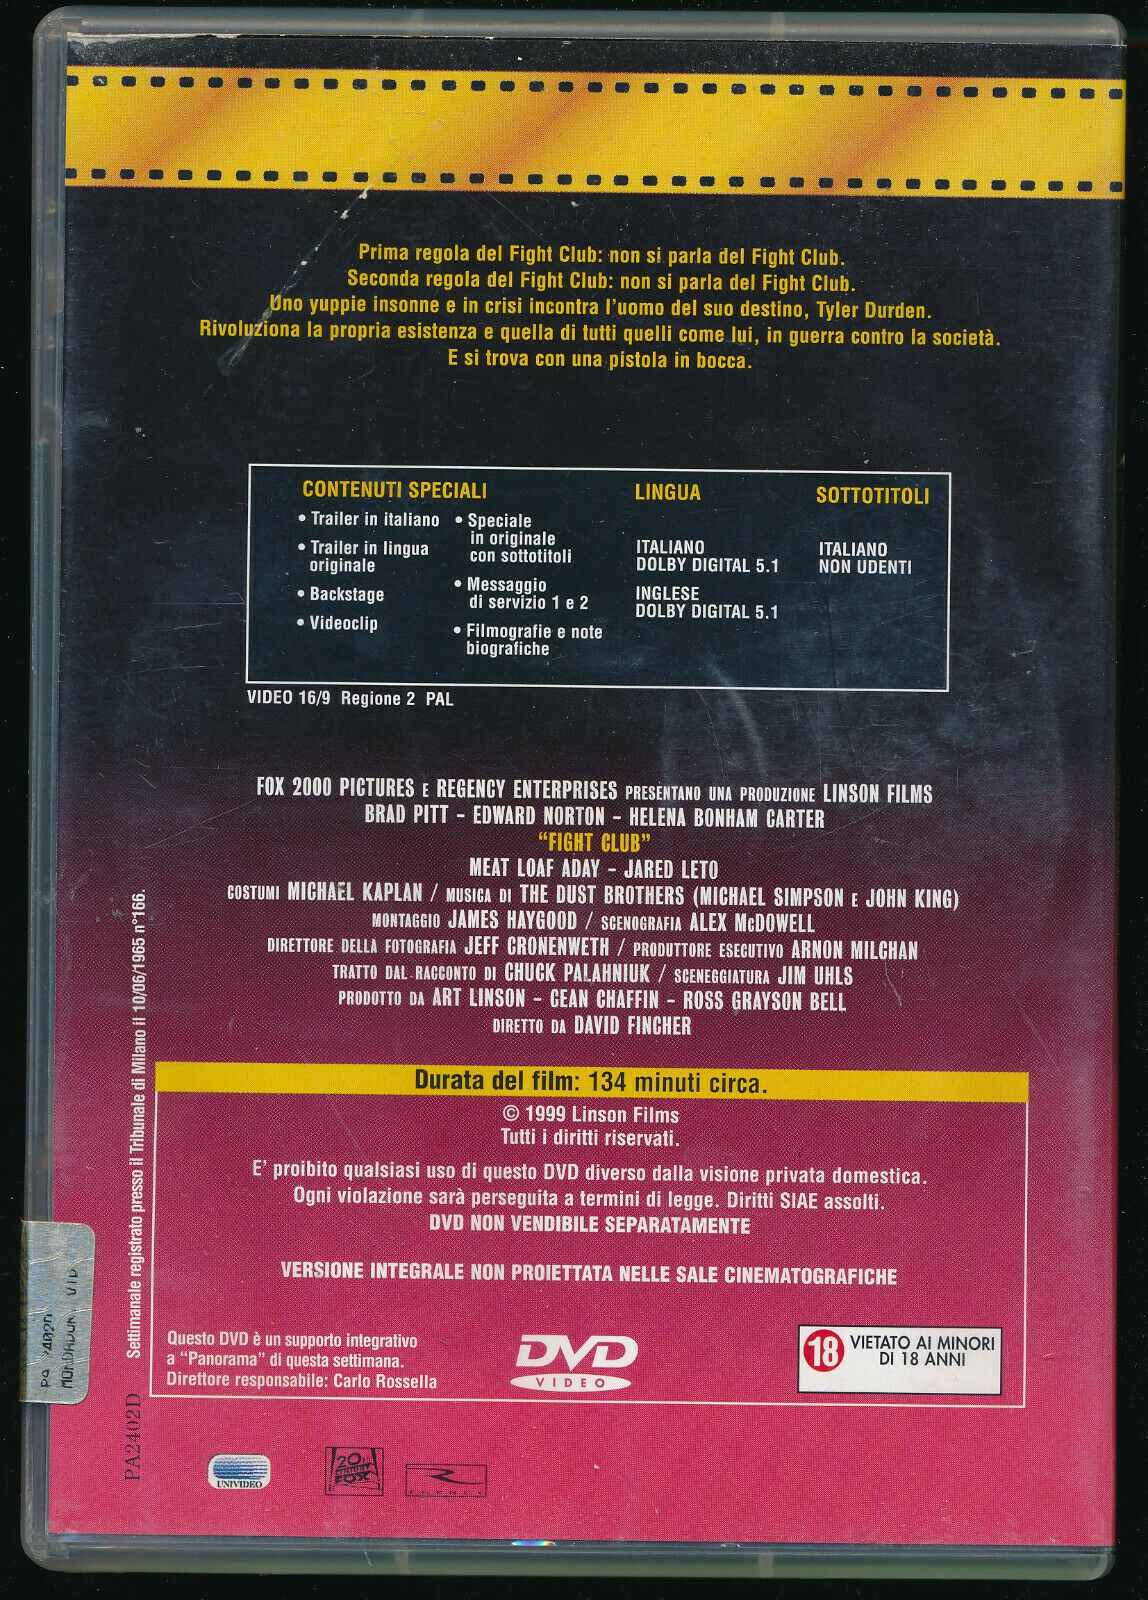 Prima regola del Fight Club: non si parla del Fight Club.
Seconda regola del Fight Club: non si parla del Fight Club.
Uno yuppie insonne e in crisi incontra l'uomo del suo destino, Tyler Durden.
Rivoluziona la propria esistenza e quella di tutti quelli come lui, in guerra contro la società.
E si trova con una pistola in bocca.
CONTENUTI SPECIALI
• Trailer in italiano
• Trailer in lingua
originale
• Backstage
• Videoclip
• Speciale
in originale
con sottotitoli
• Messaggio
di servizio 1 e 2
• Filmografie e note
biografiche
LINGUA
ITALIANO
DOLBY DIGITAL 5.1
INGLESE
DOLBY DIGITAL 5.1
SOTTOTITOLI
ITALIANO
NON UDENTI
VIDEO 16/9 Regione 2 PAL
FOX 2000 PICTURES E REGENCY ENTERPRISES PRESENTANO UNA PRODUZIONE LINSON FILMS
BRAD PITT - EDWARD NORTON - HELENA BONHAM CARTER
"FIGHT CLUB"
MEAT LOAF ADAY - JARED LETO
COSTUMI MICHAEL KAPLAN / MUSICA DI THE DUST BROTHERS (MICHAEL SIMPSON E JOHN KING)
MONTAGGIO JAMES HAYGOOD / SCENOGRAFIA ALEX McDOWELL
DIRETTORE DELLA FOTOGRAFIA JEFF CRONENWETH / PRODUTTORE ESECUTIVO ARNON MILCHAN
TRATTO DAL RACCONTO DI CHUCK PALAHNIUK / SCENEGGIATURA JIM UHLS
PRODOTTO DA ART LINSON - CEAN CHAFFIN - ROSS GRAYSON BELL
DIRETTO DA DAVID FINCHER
Durata del film: 134 minuti circa.
© 1999 Linson Films
Tutti i diritti riservati.
E' proibito qualsiasi uso di questo DVD diverso dalla visione privata domestica.
Ogni violazione sarà perseguita a termini di legge. Diritti SIAE assolti.
DVD NON VENDIBILE SEPARATAMENTE
VERSIONE INTEGRALE NON PROIETTATA NELLE SALE CINEMATOGRAFICHE
Questo DVD è un supporto integrativo
a "Panorama" di questa settimana.
Direttore responsabile: Carlo Rossella
DVD
VIDEO
18 VIETATO AI MINORI
DI 18 ANNI
Settimanale registrato presso il Tribunale di Milano il 10/06/1965 n°166.
PA2402D
MONDADORI VID
UNIVIDEO
20th
CENTURY
FOX